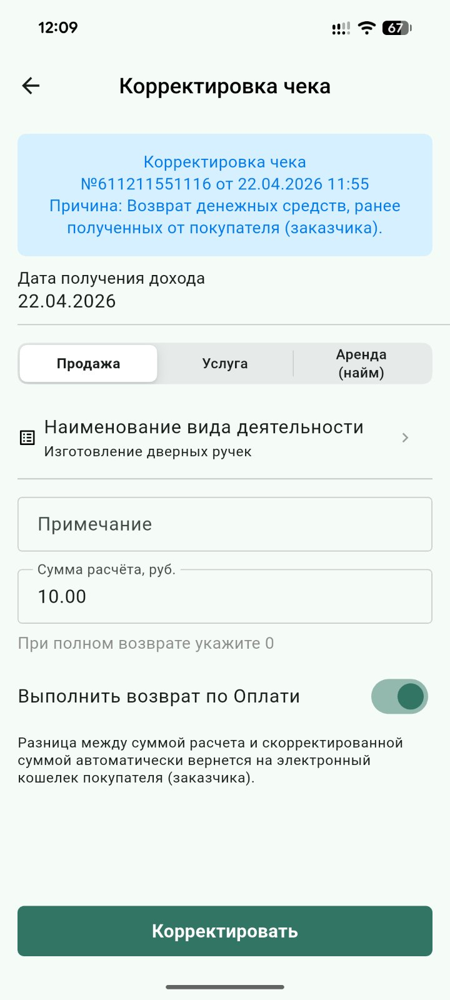 12:09
67
Корректировка чека
Корректировка чека
№611211551116 от 22.04.2026 11:55
Причина: Возврат денежных средств, ранее
полученных от покупателя (заказчика).
Дата получения дохода
22.04.2026
Продажа
Услуга
Аренда
(найм)
Наименование вида деятельности
Изготовление дверных ручек
Примечание
Сумма расчёта, руб.
10.00
При полном возврате укажите 0
Выполнить возврат по Оплати
Разница между суммой расчета и скорректированной
суммой автоматически вернется на электронный
кошелек покупателя (заказчика).
Корректировать